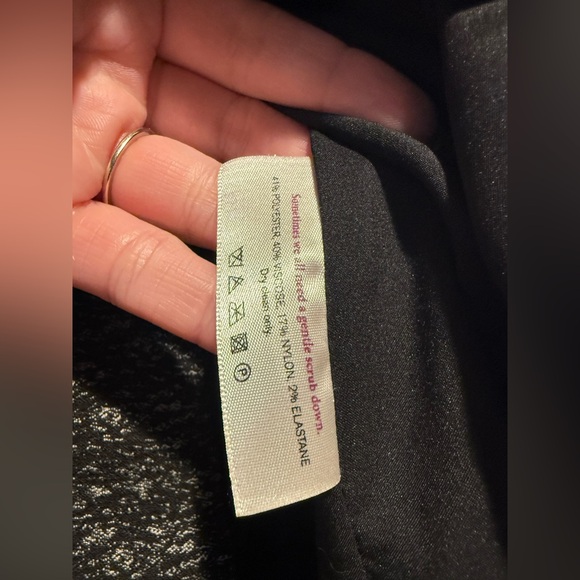 Sometimes we all need a gentle scrub down.
41% POLYESTER, 40% VISCOSE, 17% NYLON, 2% ELASTANE
Dry clean only.
P